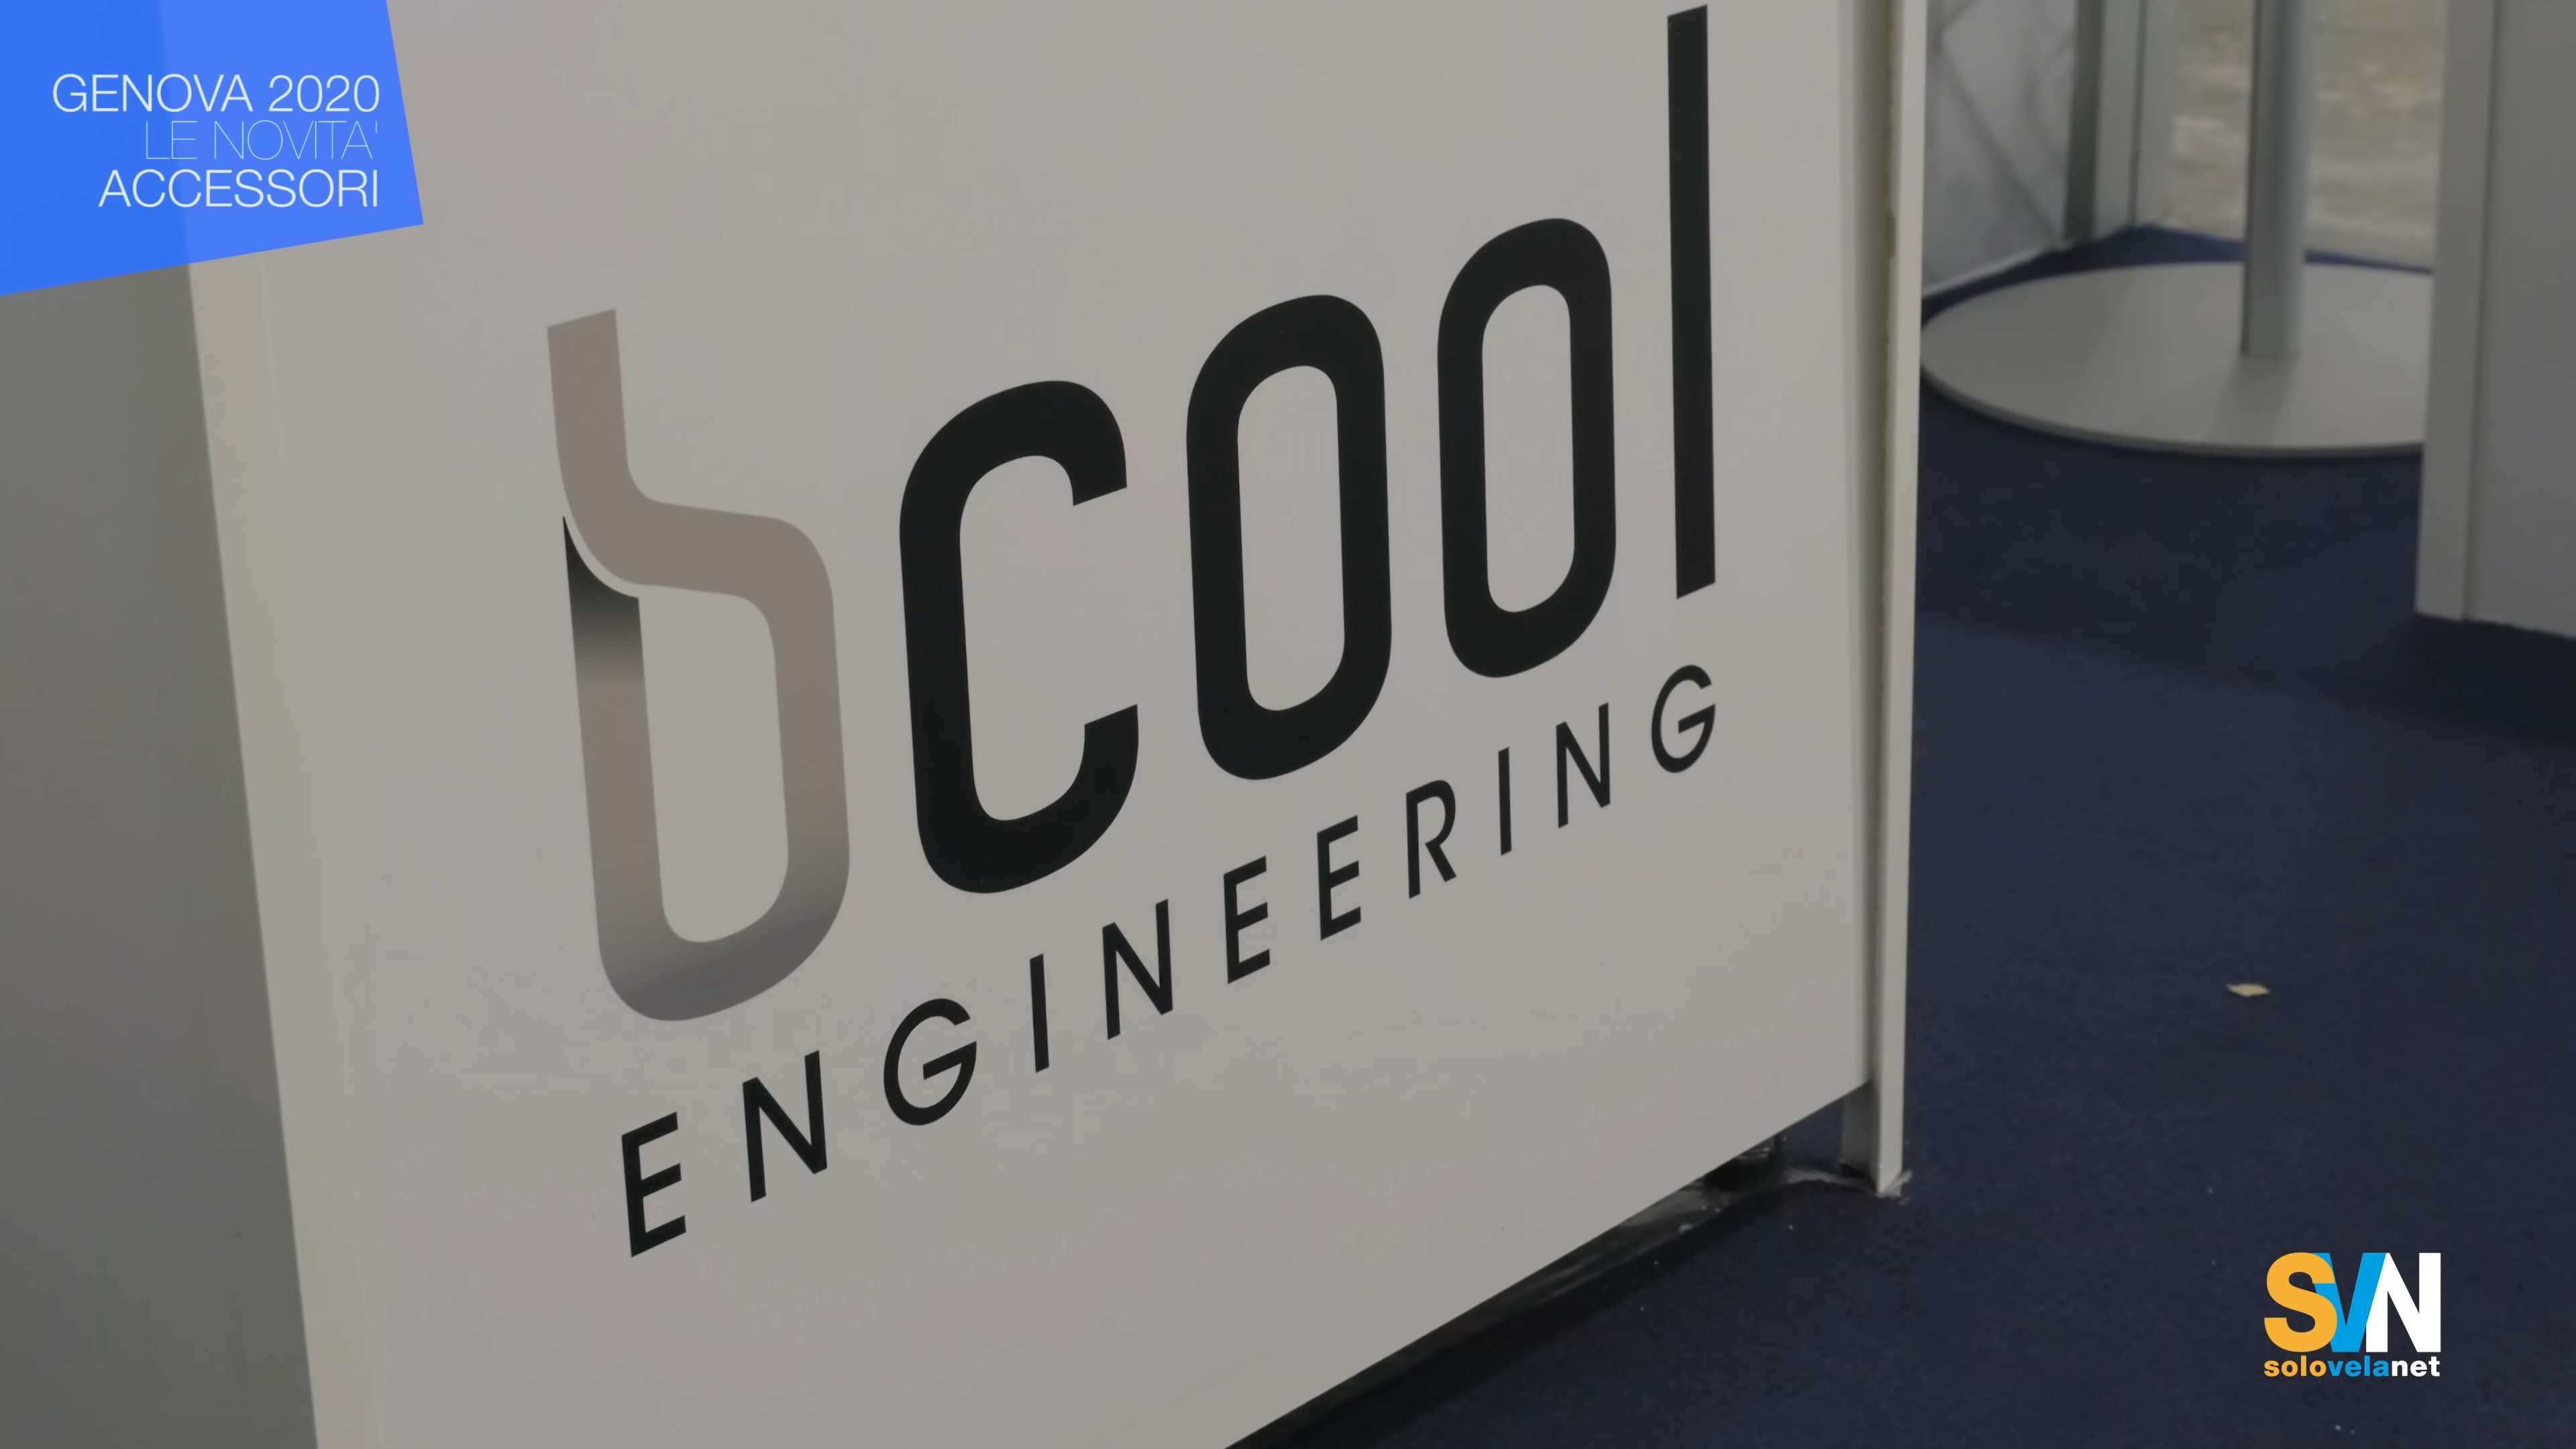 GENOVA 2020
LE NOVITA'
ACCESSORI
bcool
ENGINEERING
SVN
solovelanet